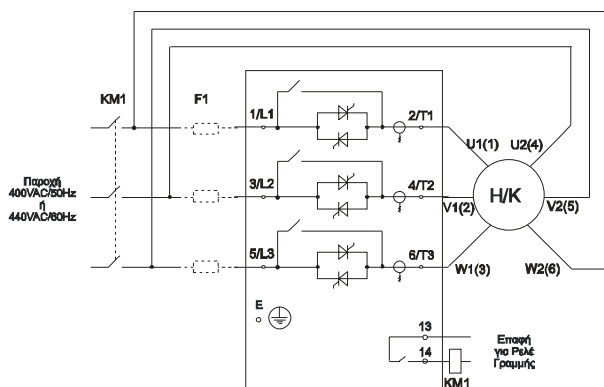 KM1
F1
1/L1
2/T1
U1(1)
U2(4)
Παροχή
400VAC/50Hz
ή
440VAC/60Hz
3/L2
4/T2
V1(2)
H/K
V2(5)
5/L3
6/T3
W1(3)
W2(6)
E
13
14
KM1
Επαφή
για Ρελέ
Γραμμής